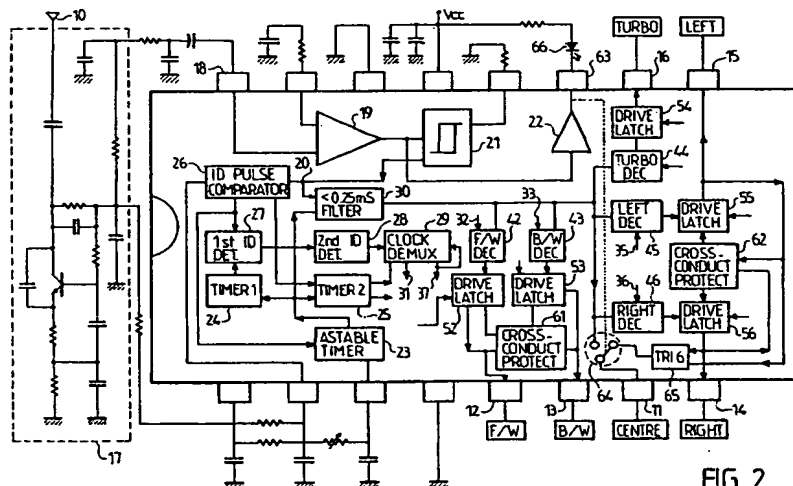 10
Vcc
66
63
TURBO
16
LEFT
15
18
19
22
21
54
DRIVE LATCH
44
TURBO DEC
26
ID PULSE COMPARATOR
20
<0.25mS FILTER
30
27
1st ID DET.
28
2nd ID DET.
29
CLOCK DEMUX
32
F/W DEC
42
33
B/W DEC
43
LEFT DEC
35
45
DRIVE LATCH
55
CROSS-CONDUCT PROTECT
62
TIMER 1
24
TIMER 2
25
31
37
DRIVE LATCH
52
DRIVE LATCH
53
36
46
RIGHT DEC
DRIVE LATCH
56
ASTABLE TIMER
23
CROSS-CONDUCT PROTECT
61
64
TRI 6
65
12
F/W
13
B/W
11
CENTRE
14
RIGHT
17
FIG. 2